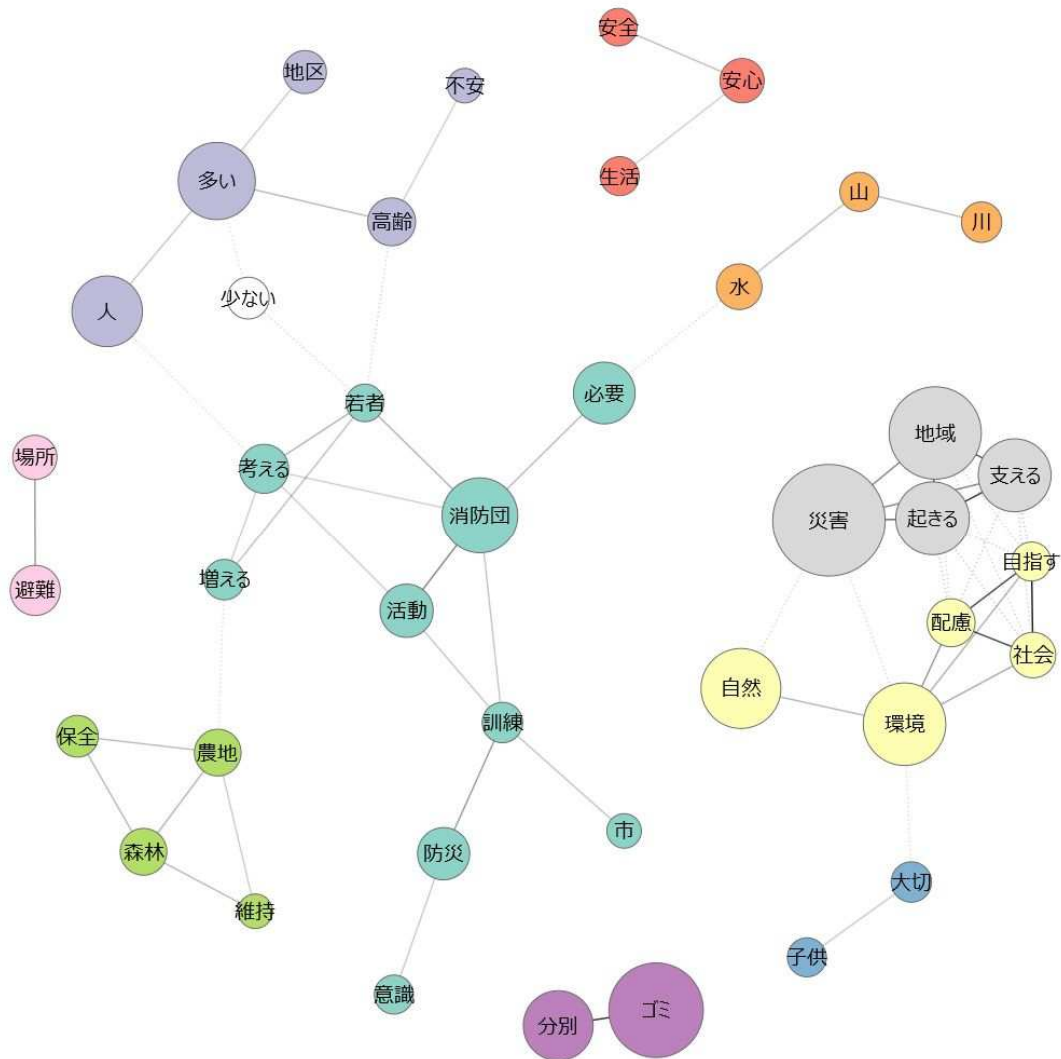 安全
地区
安心
不安
生活
多い
山
高齢
川
水
少ない
人
必要
若者
地域
場所
考える
支える
消防団
災害
起きる
目指す
増える
避難
活動
配慮
社会
自然
訓練
環境
保全
農地
市
森林
防災
大切
維持
子供
意識
ゴミ
分別